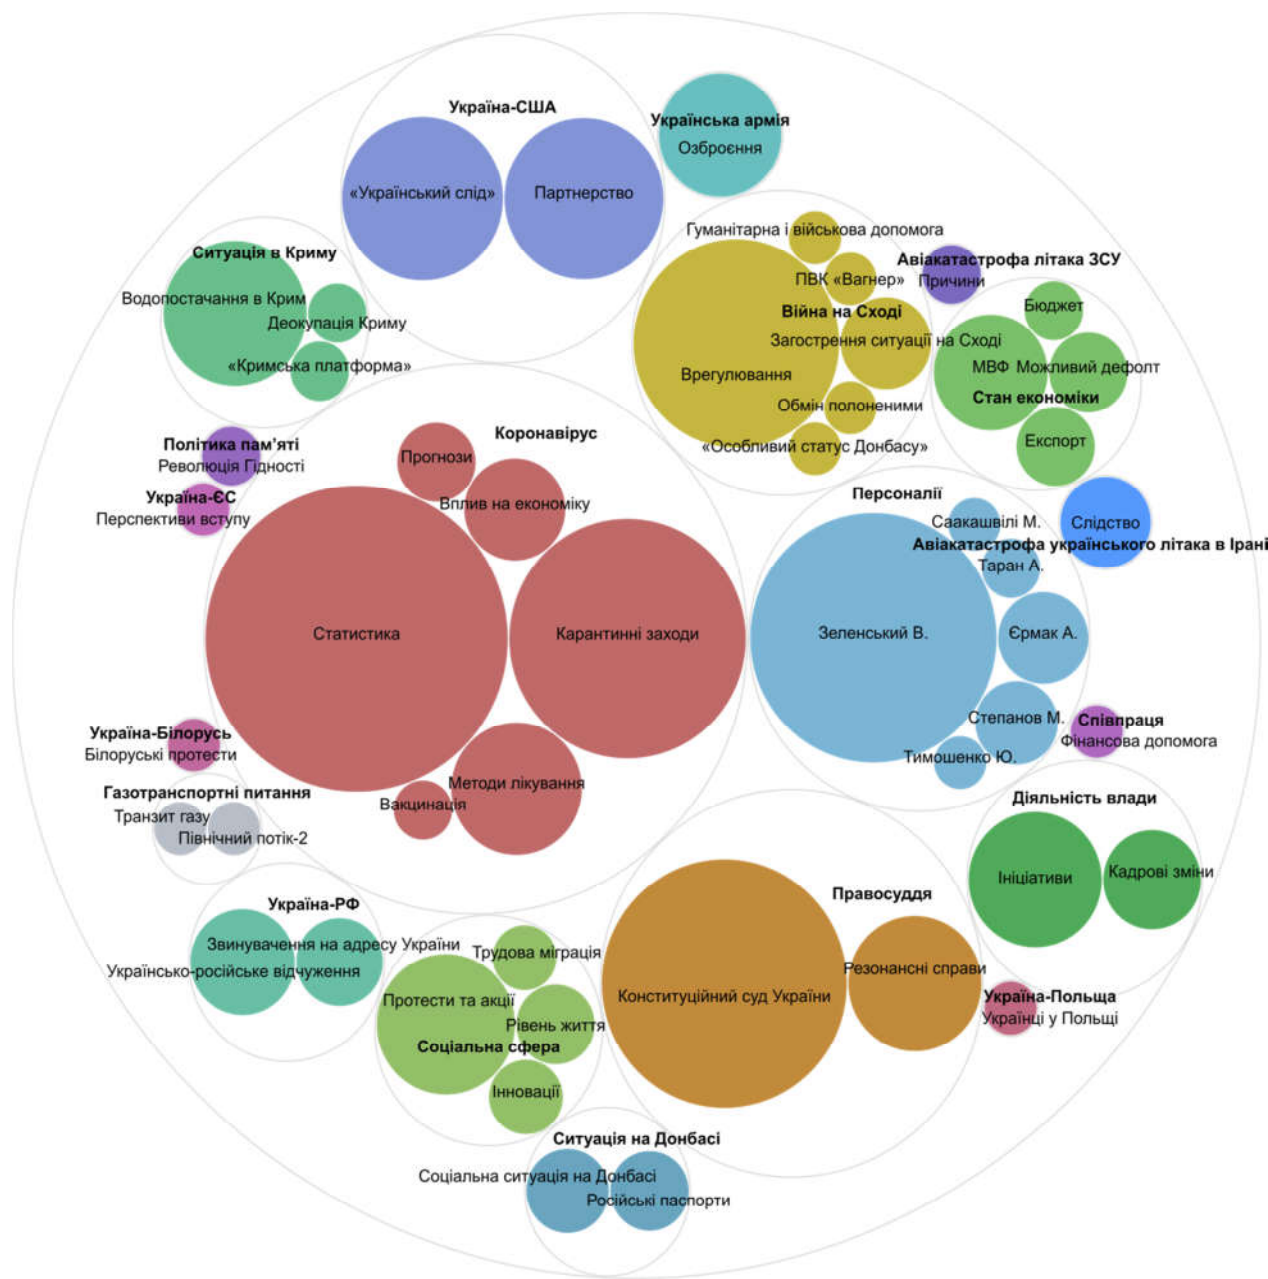 Україна-США
«Український слід»
Партнерство
Українська армія
Озброєння
Ситуація в Криму
Водопостачання в Крим
Деокупація Криму
«Кримська платформа»
Гуманітарна і військова допомога
ПВК «Вагнер»
Війна на Сході
Загострення ситуації на Сході
Врегулювання
Обмін полоненими
«Особливий статус Донбасу»
Авіакатастрофа літака ЗСУ
Причини
Бюджет
МВФ
Можливий дефолт
Стан економіки
Експорт
Політика пам’яті
Революція Гідності
Україна-ЄС
Перспективи вступу
Коронавірус
Прогнози
Вплив на економіку
Статистика
Карантинні заходи
Методи лікування
Вакцинація
Персоналії
Саакашвілі М.
Слідство
Авіакатастрофа українського літака в Ірані
Таран А.
Зеленський В.
Єрмак А.
Степанов М.
Тимошенко Ю.
Співпраця
Фінансова допомога
Україна-Білорусь
Білоруські протести
Газотранспортні питання
Транзит газу
Північний потік-2
Діяльність влади
Ініціативи
Кадрові зміни
Правосуддя
Конституційний суд України
Резонансні справи
Україна-РФ
Звинувачення на адресу України
Українсько-російське відчуження
Трудова міграція
Протести та акції
Рівень життя
Соціальна сфера
Інновації
Україна-Польща
Українці у Польщі
Ситуація на Донбасі
Соціальна ситуація на Донбасі
Російські паспорти